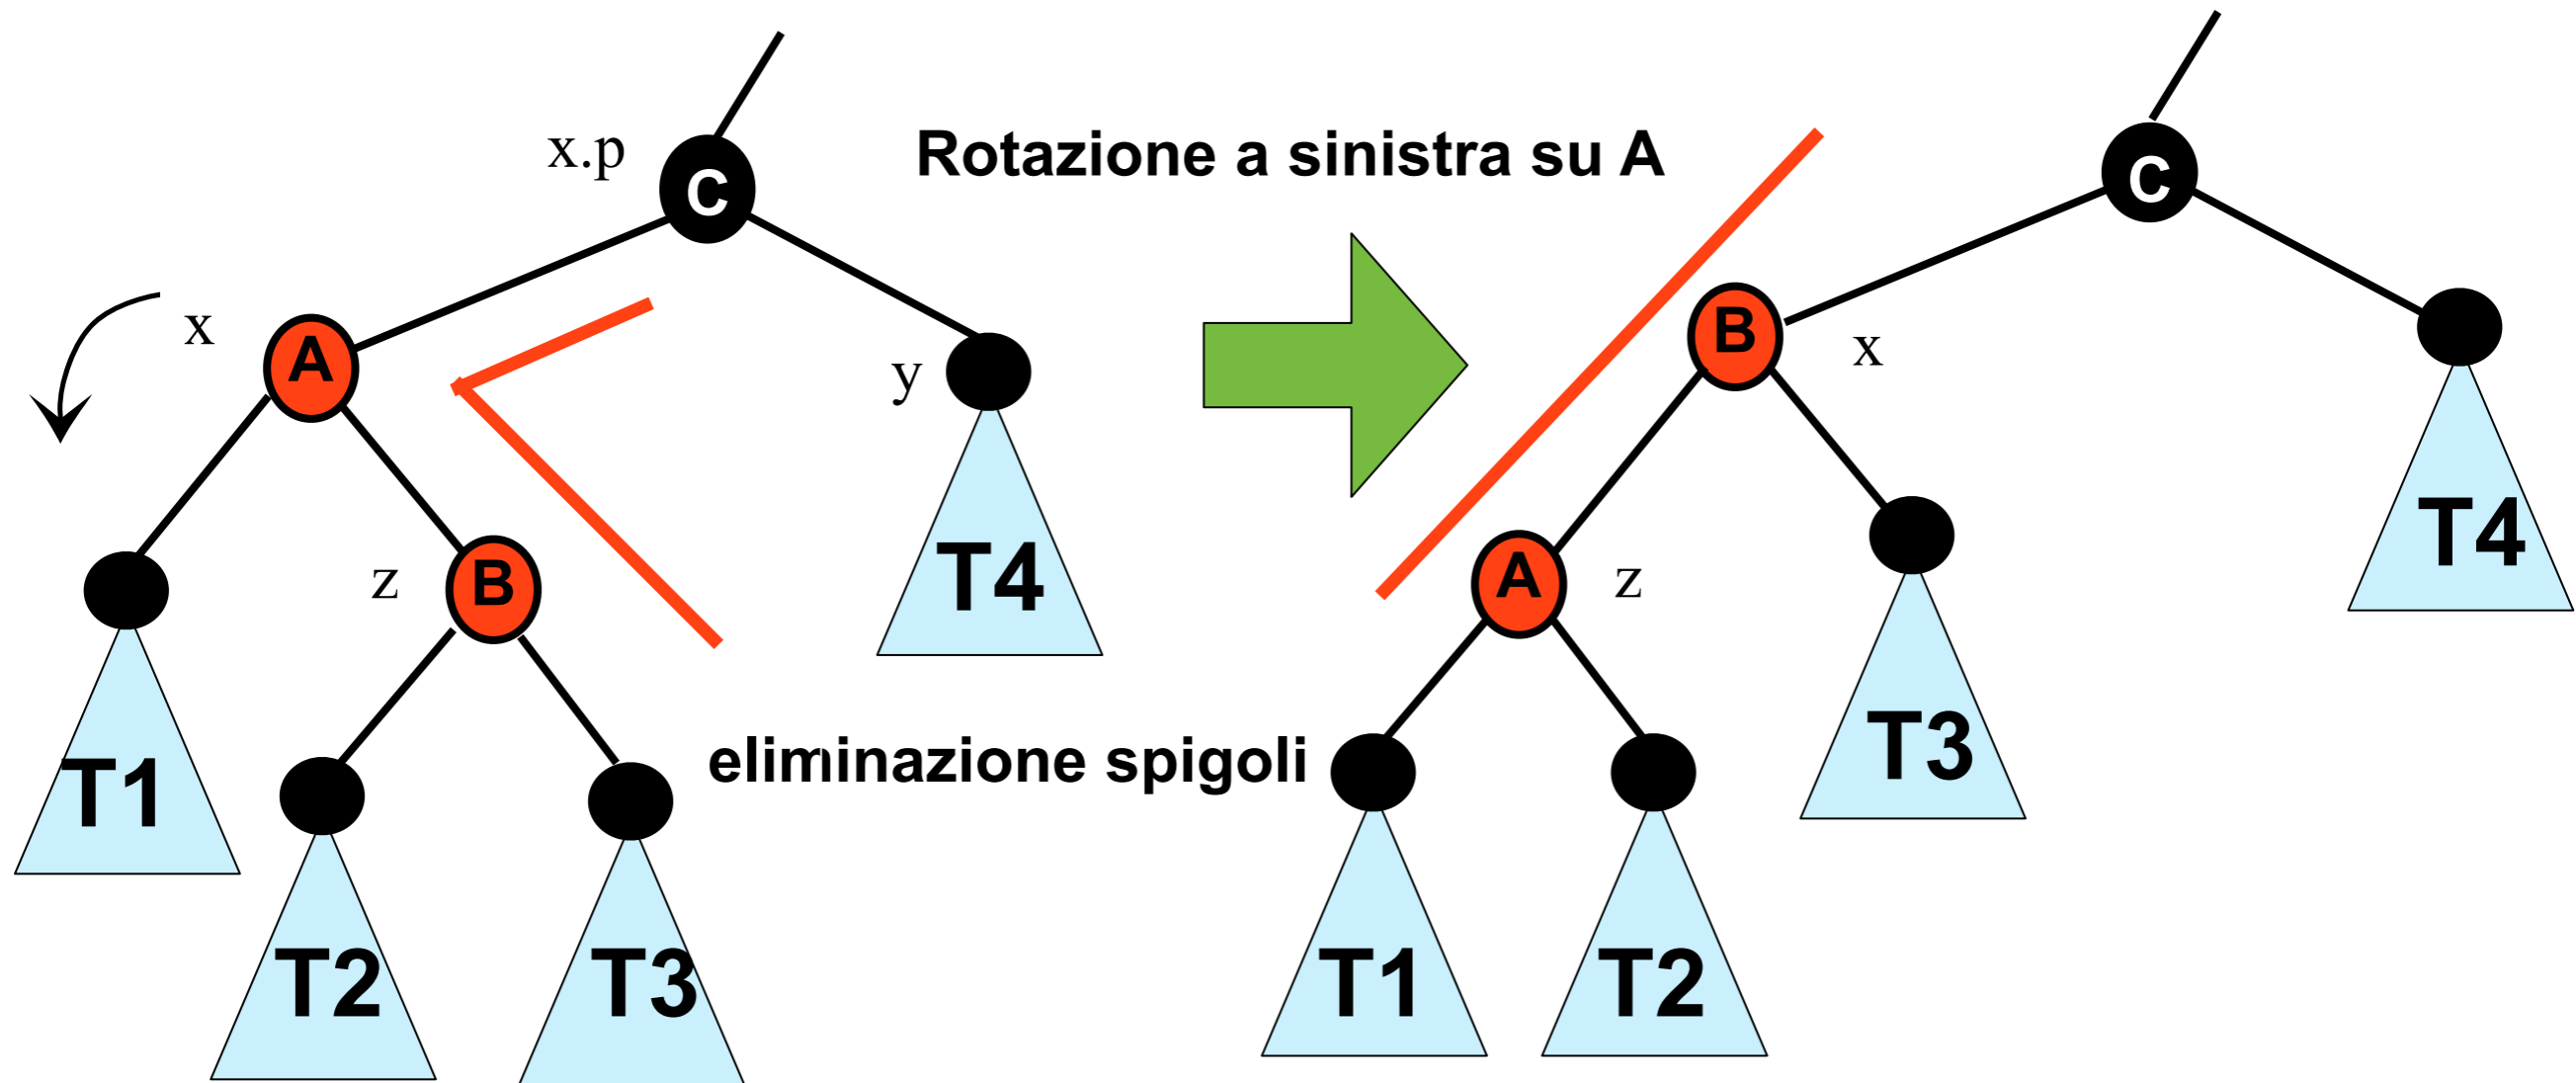 x.p
C
Rotazione a sinistra su A
C
x
A
y
B
x
z
B
T4
A
z
T4
T1
eliminazione spigoli
T3
T2
T3
T1
T2